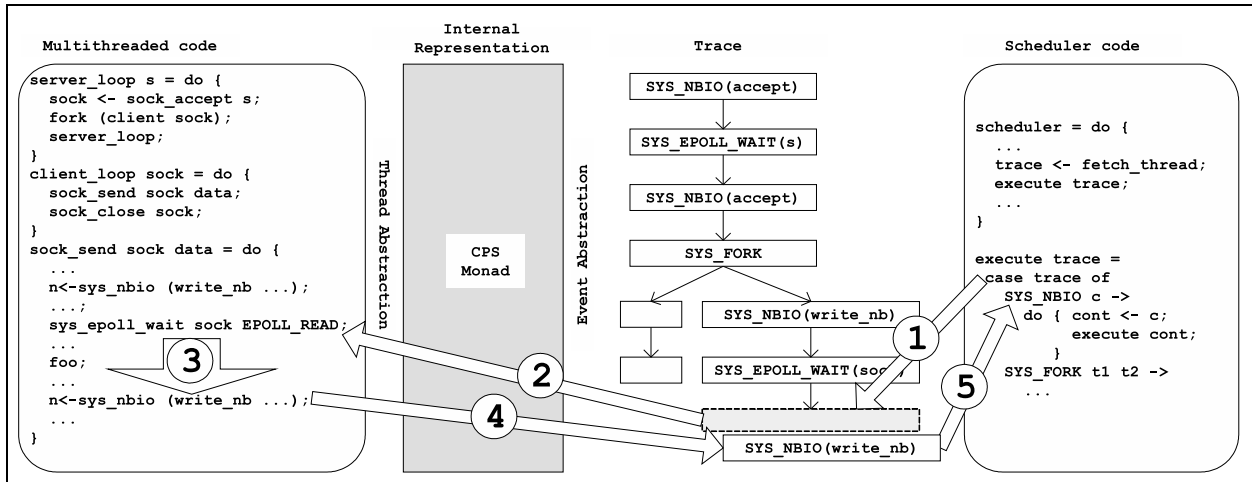 Multithreaded code
server_loop s = do {
sock <- sock_accept s;
fork (client sock);
server_loop;
}
client_loop sock = do {
sock_send sock data;
sock_close sock;
}
sock_send sock data = do {
...
n<-sys_nbio (write_nb ...);
...;
sys_epoll_wait sock EPOLL_READ;
...
foo;
...
n<-sys_nbio (write_nb ...);
...
}
3
Thread Abstraction
Internal
Representation
CPS
Monad
2
4
Event Abstraction
Trace
SYS_NBIO(accept)
SYS_EPOLL_WAIT(s)
SYS_NBIO(accept)
SYS_FORK
SYS_NBIO(write_nb)
SYS_EPOLL_WAIT(soc
SYS_NBIO(write_nb)
1
5
Scheduler code
scheduler = do {
...
trace <- fetch_thread;
execute trace;
...
}
execute trace =
case trace of
SYS_NBIO c ->
do { cont <- c;
execute cont;
}
SYS_FORK t1 t2 ->
...